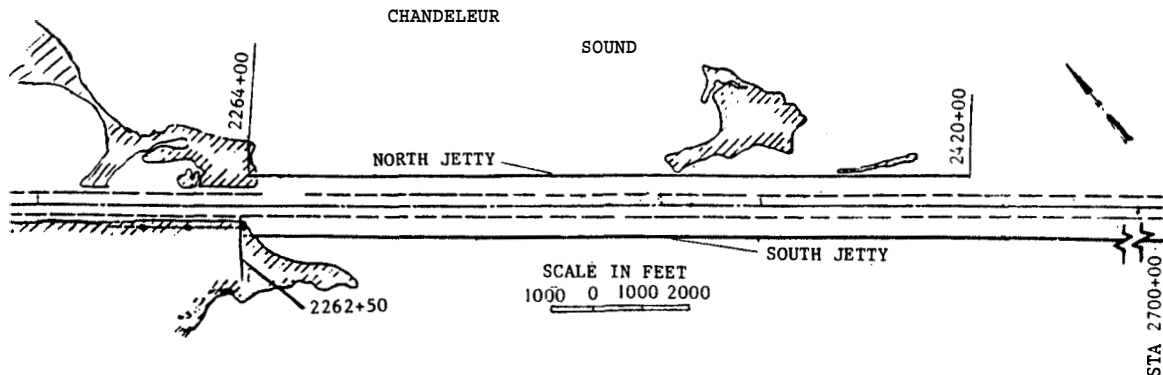 CHANDELEUR
SOUND
2264+00
NORTH JETTY
2420+00
SOUTH JETTY
SCALE IN FEET
1000 0 1000 2000
2262+50
STA 2700+00